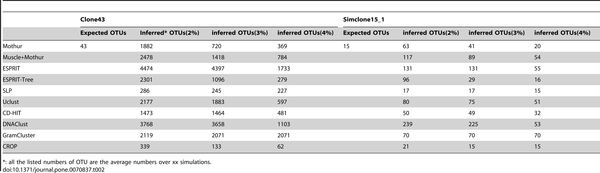 Clone43 Simclone15_1
Expected OTUs Inferred* OTUs(2%) inferred OTUs(3%) inferred OTUs(4%) Expected OTUs inferred OTUs(2%) inferred OTUs(3%) inferred OTUs(4%)
Mothur 43 1882 720 369 15 63 41 20
Muscle+Mothur 2478 1418 784 117 89 54
ESPRIT 4474 4397 1733 131 131 55
ESPRIT-Tree 2301 1096 279 96 29 16
SLP 286 245 227 17 17 15
Uclust 2177 1883 597 80 75 51
CD-HIT 1473 1464 481 50 49 32
DNAClust 3768 3658 1103 239 225 53
GramCluster 2119 2071 2071 70 70 70
CROP 339 133 62 21 15 15
*: all the listed numbers of OTU are the average numbers over xx simulations.
doi:10.1371/journal.pone.0070837.t002